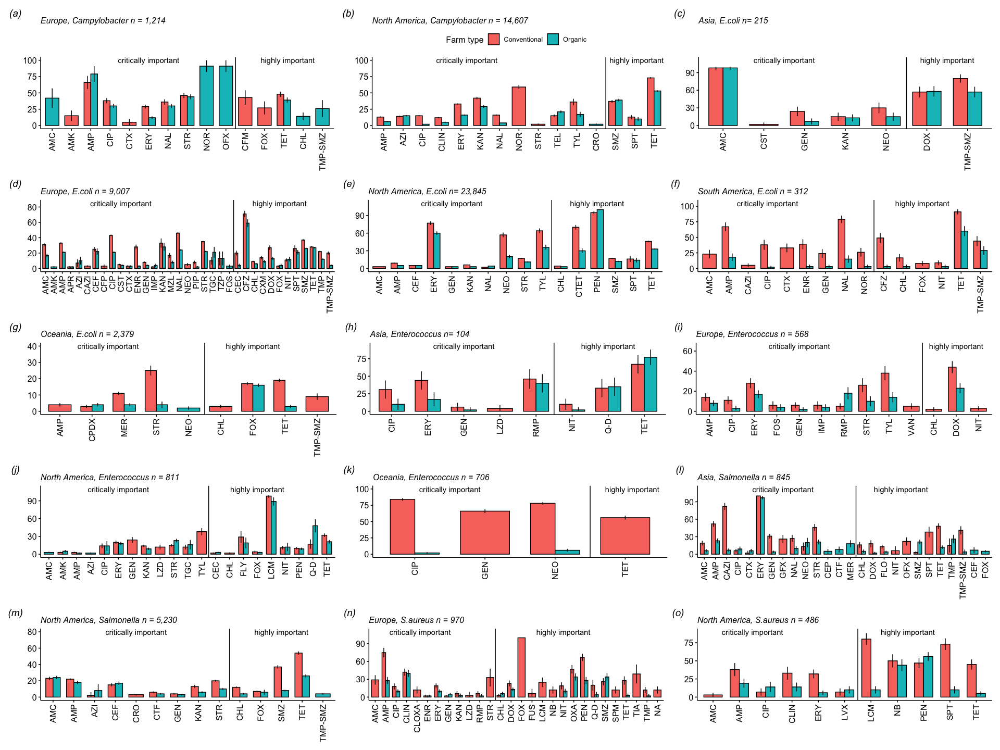 (a)
Europe, Campylobacter n = 1,214
critically important highly important
100
75
50
25
0
AMC AMK AMP CIP CTX ERY NAL STR NOR OFX CFM FOX TET CHL TMP-SMZ
(b)
North America, Campylobacter n = 14,607
Farm type Conventional Organic
critically important highly important
100
75
50
25
0
AMP AZI CIP CLIN ERY KAN NAL NOR STR TEL TYL CRO SMZ SPT TET
(c)
Asia, E.coli n= 215
critically important highly important
90
60
30
0
AMC CST GEN KAN NEO DOX TMP-SMZ
(d)
Europe, E.coli n = 9,007
critically important highly important
80
60
40
20
0
AMC AMK AMP APR AZI CAZI CEF CFP CIP CST CTX ENR GEN IMP KAN MZL NAL NEO PIP STR TGC TZP FOS CEC CFZ CHL CXM DOX FOX NIT SPT SMZ TET TMP TMP-SMZ
(e)
North America, E.coli n= 23,845
critically important highly important
90
60
30
0
AMC AMP CEF ERY GEN KAN NAL NEO STR TYL CHL CTET PEN SMZ SPT TET
(f)
South America, E.coli n = 312
critically important highly important
100
75
50
25
0
AMC AMP CAZI CIP CTX ENR GEN NAL NOR CFZ CHL FOX NIT TET TMP-SMZ
(g)
Oceania, E.coli n = 2,379
critically important highly important
40
30
20
10
0
AMP CPDX MER STR NEO CHL FOX TET TMP-SMZ
(h)
Asia, Enterococcus n= 104
critically important highly important
75
50
25
0
CIP ERY GEN LZD RMP NIT Q-D TET
(i)
Europe, Enterococcus n = 568
critically important highly important
60
40
20
0
AMP CIP ERY FOS GEN IMP RMP STR TYL VAN CHL DOX NIT
(j)
North America, Enterococcus n = 811
critically important highly important
90
60
30
0
AMC AMK AMP AZI CIP ERY GEN KAN LZD STR TGC TYL CEC CHL FLY FOX LCM NIT PEN Q-D TET
(k)
Oceania, Enterococcus n = 706
critically important highly important
100
75
50
25
0
CIP GEN NEO TET
(l)
Asia, Salmonella n = 845
critically important highly important
90
60
30
0
AMC AMP CAZI CIP CTX ERY GEN GFX NAL NEO STR CEP CTF MER CHL DOX FLO NIT OFX SMZ SPT TET TMP TMP-SMZ CEF FOX
(m)
North America, Salmonella n = 5,230
critically important highly important
80
60
40
20
0
AMC AMP AZI CEF CRO CTF GEN KAN STR CHL FOX SMZ TET TMP-SMZ
(n)
Europe, S.aureus n = 970
critically important highly important
90
60
30
0
AMC AMP CIP CLIN CLOXA ENR ERY GEN KAN LZD RMP STR CHL DOX FOX FUS LCM NB NIT OXA PEN Q-D SMZ SPM TET TIA TMP NA
(o)
North America, S.aureus n = 486
critically important highly important
75
50
25
0
AMC AMP CIP CLIN ERY LVX LCM NB PEN SPT TET